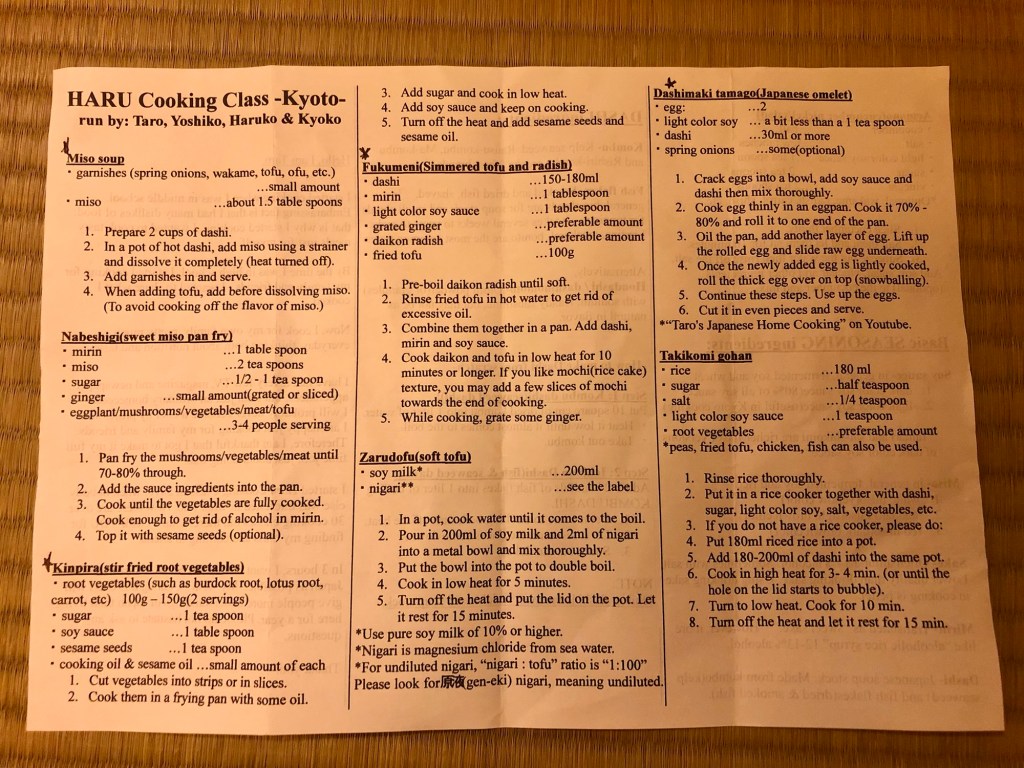 HARU Cooking Class -Kyoto-
run by: Taro, Yoshiko, Haruko & Kyoko
Miso soup
・garnishes (spring onions, wakame, tofu, ofu, etc.)
…small amount
・miso …about 1.5 table spoons
1. Prepare 2 cups of dashi.
2. In a pot of hot dashi, add miso using a strainer
and dissolve it completely (heat turned off).
3. Add garnishes in and serve.
4. When adding tofu, add before dissolving miso.
(To avoid cooking off the flavor of miso.)
Nabeshigi(sweet miso pan fry)
・mirin …1 table spoon
・miso …2 tea spoons
・sugar …1/2 - 1 tea spoon
・ginger …small amount(grated or sliced)
・eggplant/mushrooms/vegetables/meat/tofu
…3-4 people serving
1. Pan fry the mushrooms/vegetables/meat until
70-80% through.
2. Add the sauce ingredients into the pan.
3. Cook until the vegetables are fully cooked.
Cook enough to get rid of alcohol in mirin.
4. Top it with sesame seeds (optional).
Kinpira(stir fried root vegetables)
・root vegetables (such as burdock root, lotus root,
carrot, etc) 100g – 150g(2 servings)
・sugar …1 tea spoon
・soy sauce …1 table spoon
・sesame seeds …1 tea spoon
・cooking oil & sesame oil …small amount of each
1. Cut vegetables into strips or in slices.
2. Cook them in a frying pan with some oil.
3. Add sugar and cook in low heat.
4. Add soy sauce and keep on cooking.
5. Turn off the heat and add sesame seeds and
sesame oil.
Fukumeni(Simmered tofu and radish)
・dashi …150-180ml
・mirin …1 tablespoon
・light color soy sauce …1 tablespoon
・grated ginger …preferable amount
・daikon radish …preferable amount
・fried tofu …100g
1. Pre-boil daikon radish until soft.
2. Rinse fried tofu in hot water to get rid of
excessive oil.
3. Combine them together in a pan. Add dashi,
mirin and soy sauce.
4. Cook daikon and tofu in low heat for 10
minutes or longer. If you like mochi(rice cake)
texture, you may add a few slices of mochi
towards the end of cooking.
5. While cooking, grate some ginger.
Zarudofu(soft tofu)
・soy milk* …200ml
・nigari** …see the label
1. In a pot, cook water until it comes to the boil.
2. Pour in 200ml of soy milk and 2ml of nigari
into a metal bowl and mix thoroughly.
3. Put the bowl into the pot to double boil.
4. Cook in low heat for 5 minutes.
5. Turn off the heat and put the lid on the pot. Let
it rest for 15 minutes.
*Use pure soy milk of 10% or higher.
*Nigari is magnesium chloride from sea water.
*For undiluted nigari, “nigari : tofu” ratio is “1:100”
Please look for原液(gen-eki) nigari, meaning undiluted.
Dashimaki tamago(Japanese omelet)
・egg: …2
・light color soy … a bit less than a 1 tea spoon
・dashi …30ml or more
・spring onions …some(optional)
1. Crack eggs into a bowl, add soy sauce and
dashi then mix thoroughly.
2. Cook egg thinly in an eggpan. Cook it 70% -
80% and roll it to one end of the pan.
3. Oil the pan, add another layer of egg. Lift up
the rolled egg and slide raw egg underneath.
4. Once the newly added egg is lightly cooked,
roll the thick egg over on top (snowballing).
5. Continue these steps. Use up the eggs.
6. Cut it in even pieces and serve.
*“Taro's Japanese Home Cooking” on Youtube.
Takikomi gohan
・rice …180 ml
・sugar …half teaspoon
・salt …1/4 teaspoon
・light color soy sauce …1 teaspoon
・root vegetables …preferable amount
*peas, fried tofu, chicken, fish can also be used.
1. Rinse rice thoroughly.
2. Put it in a rice cooker together with dashi,
sugar, light color soy, salt, vegetables, etc.
3. If you do not have a rice cooker, please do:
4. Put 180ml riced rice into a pot.
5. Add 180-200ml of dashi into the same pot.
6. Cook in high heat for 3- 4 min. (or until the
hole on the lid starts to bubble).
7. Turn to low heat. Cook for 10 min.
8. Turn off the heat and let it rest for 15 min.